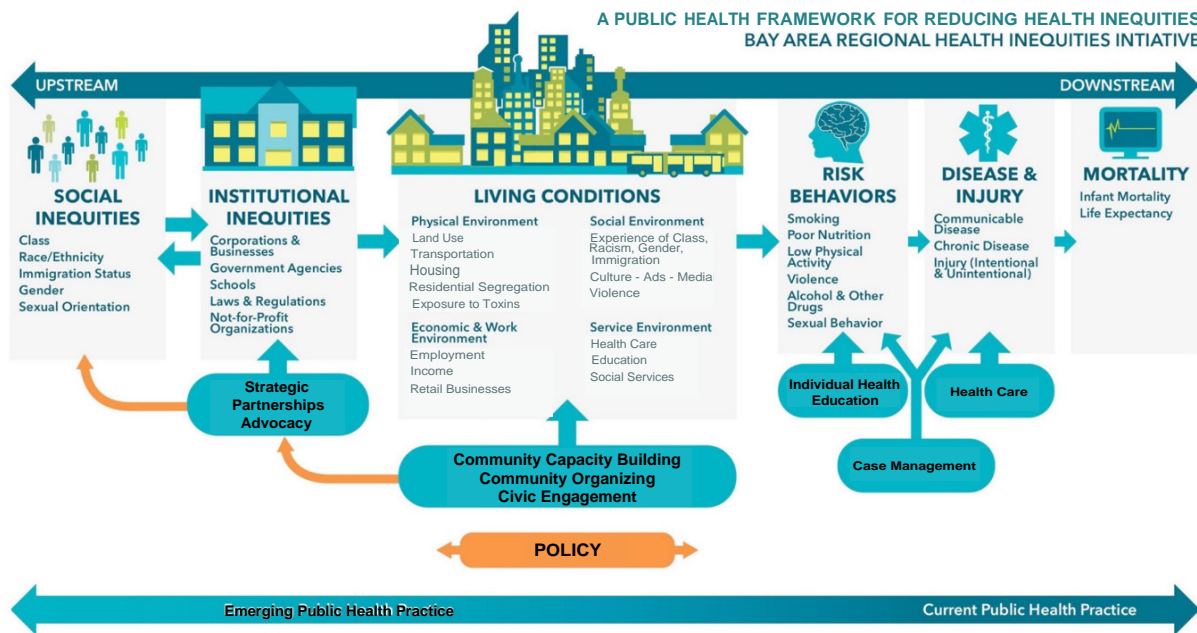 A PUBLIC HEALTH FRAMEWORK FOR REDUCING HEALTH INEQUITIES
BAY AREA REGIONAL HEALTH INEQUITIES INTIATIVE
UPSTREAM
DOWNSTREAM
SOCIAL
INEQUITIES
Class
Race/Ethnicity
Immigration Status
Gender
Sexual Orientation
INSTITUTIONAL
INEQUITIES
Corporations &
Businesses
Government Agencies
Schools
Laws & Regulations
Not-for-Profit
Organizations
LIVING CONDITIONS
Physical Environment
Land Use
Transportation
Housing
Residential Segregation
Exposure to Toxins
Economic & Work
Environment
Employment
Income
Retail Businesses
Social Environment
Experience of Class,
Racism, Gender,
Immigration
Culture - Ads - Media
Violence
Service Environment
Health Care
Education
Social Services
RISK
BEHAVIORS
Smoking
Poor Nutrition
Low Physical
Activity
Violence
Alcohol & Other
Drugs
Sexual Behavior
DISEASE &
INJURY
Communicable
Disease
Chronic Disease
Injury (Intentional
& Unintentional)
MORTALITY
Infant Mortality
Life Expectancy
Strategic
Partnerships
Advocacy
Individual Health
Education
Health Care
Case Management
Community Capacity Building
Community Organizing
Civic Engagement
POLICY
Emerging Public Health Practice
Current Public Health Practice